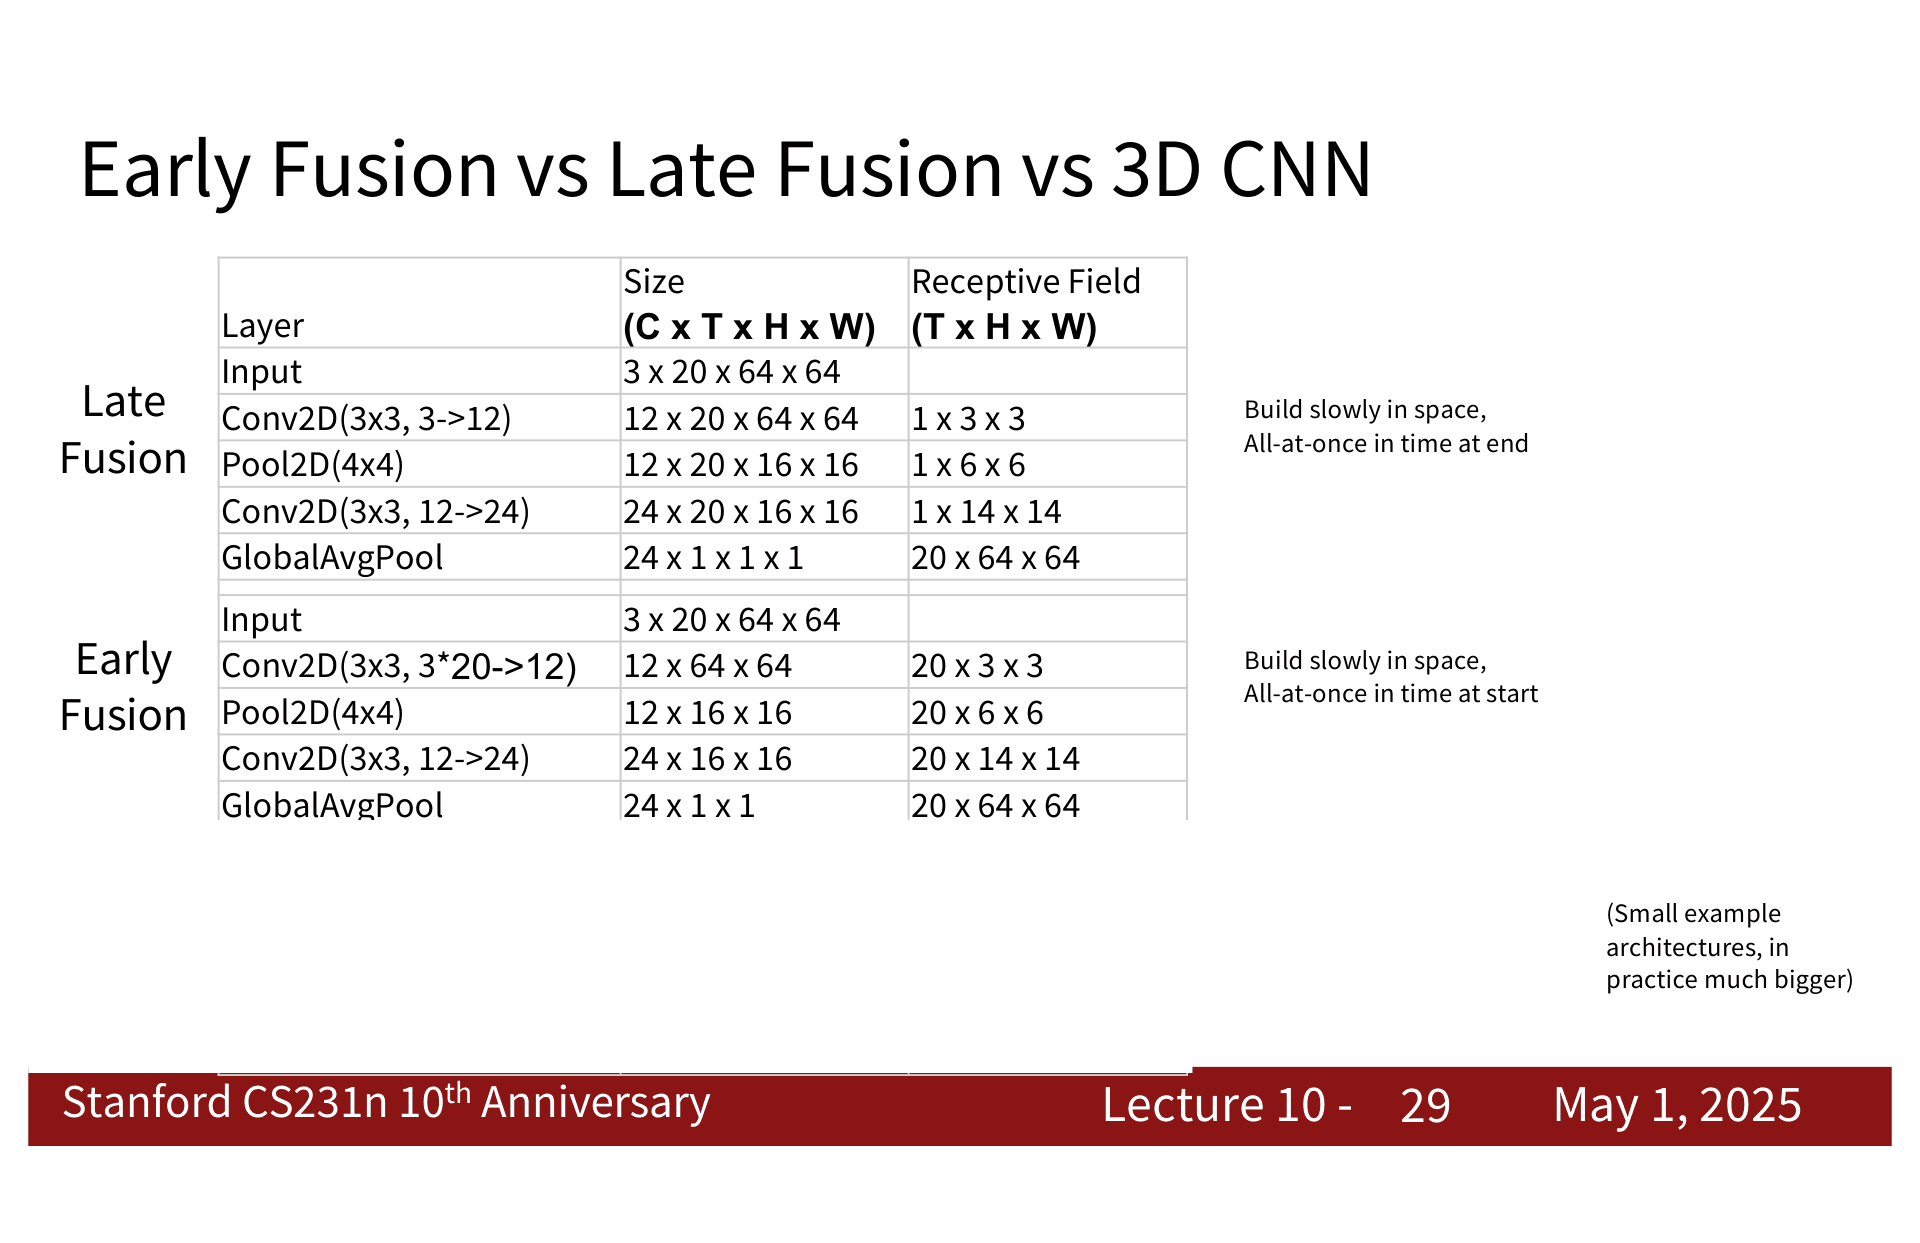 Early Fusion vs Late Fusion vs 3D CNN
Layer Size (C x T x H x W) Receptive Field (T x H x W)
Late Fusion
Input 3 x 20 x 64 x 64
Conv2D(3x3, 3->12) 12 x 20 x 64 x 64 1 x 3 x 3
Pool2D(4x4) 12 x 20 x 16 x 16 1 x 6 x 6
Conv2D(3x3, 12->24) 24 x 20 x 16 x 16 1 x 14 x 14
GlobalAvgPool 24 x 1 x 1 x 1 20 x 64 x 64
Build slowly in space,
All-at-once in time at end
Early Fusion
Input 3 x 20 x 64 x 64
Conv2D(3x3, 3*20->12) 12 x 64 x 64 20 x 3 x 3
Pool2D(4x4) 12 x 16 x 16 20 x 6 x 6
Conv2D(3x3, 12->24) 24 x 16 x 16 20 x 14 x 14
GlobalAvgPool 24 x 1 x 1 20 x 64 x 64
Build slowly in space,
All-at-once in time at start
(Small example
architectures, in
practice much bigger)
Stanford CS231n 10th Anniversary Lecture 10 - 29 May 1, 2025